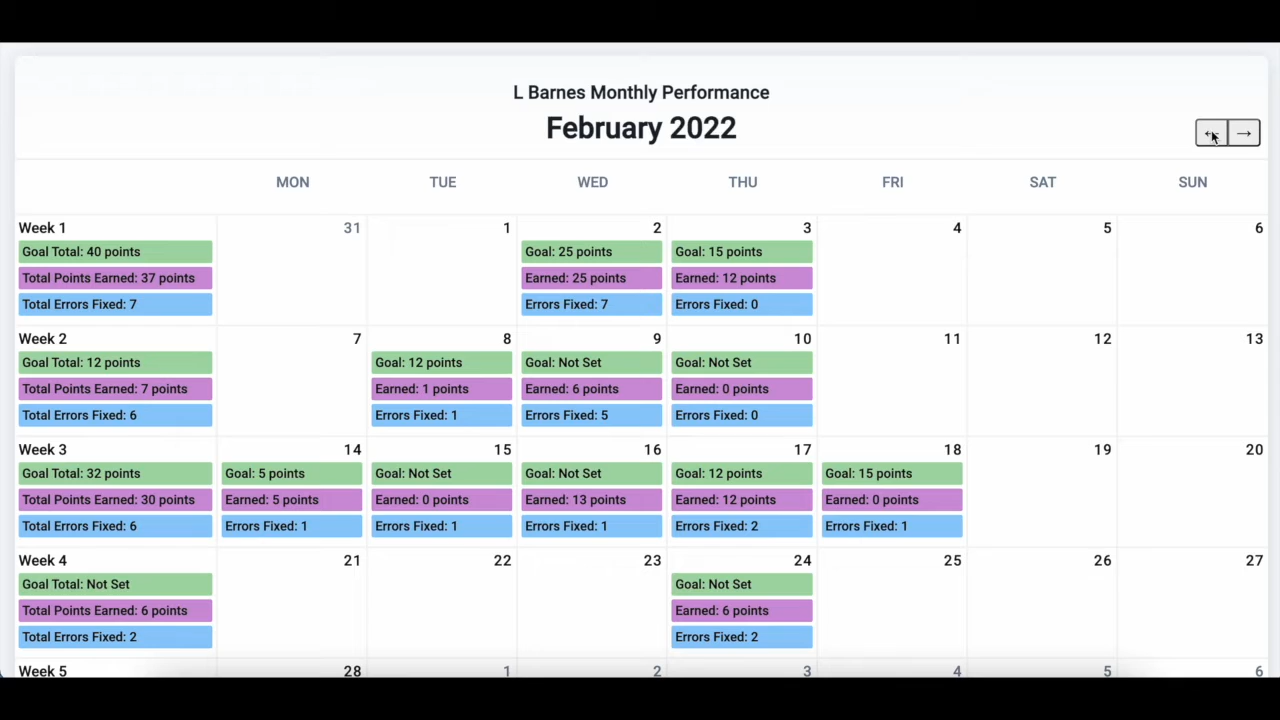 L Barnes Monthly Performance
February 2022
← →
MON TUE WED THU FRI SAT SUN
Week 1 31 1 2 3 4 5 6
Goal Total: 40 points Goal: 25 points Goal: 15 points
Total Points Earned: 37 points Earned: 25 points Earned: 12 points
Total Errors Fixed: 7 Errors Fixed: 7 Errors Fixed: 0
Week 2 7 8 9 10 11 12 13
Goal Total: 12 points Goal: 12 points Goal: Not Set Goal: Not Set
Total Points Earned: 7 points Earned: 1 points Earned: 6 points Earned: 0 points
Total Errors Fixed: 6 Errors Fixed: 1 Errors Fixed: 5 Errors Fixed: 0
Week 3 14 15 16 17 18 19 20
Goal Total: 32 points Goal: 5 points Goal: Not Set Goal: Not Set Goal: 12 points Goal: 15 points
Total Points Earned: 30 points Earned: 5 points Earned: 0 points Earned: 13 points Earned: 12 points Earned: 0 points
Total Errors Fixed: 6 Errors Fixed: 1 Errors Fixed: 1 Errors Fixed: 1 Errors Fixed: 2 Errors Fixed: 1
Week 4 21 22 23 24 25 26 27
Goal Total: Not Set Goal: Not Set
Total Points Earned: 6 points Earned: 6 points
Total Errors Fixed: 2 Errors Fixed: 2
Week 5 28 1 2 3 4 5 6